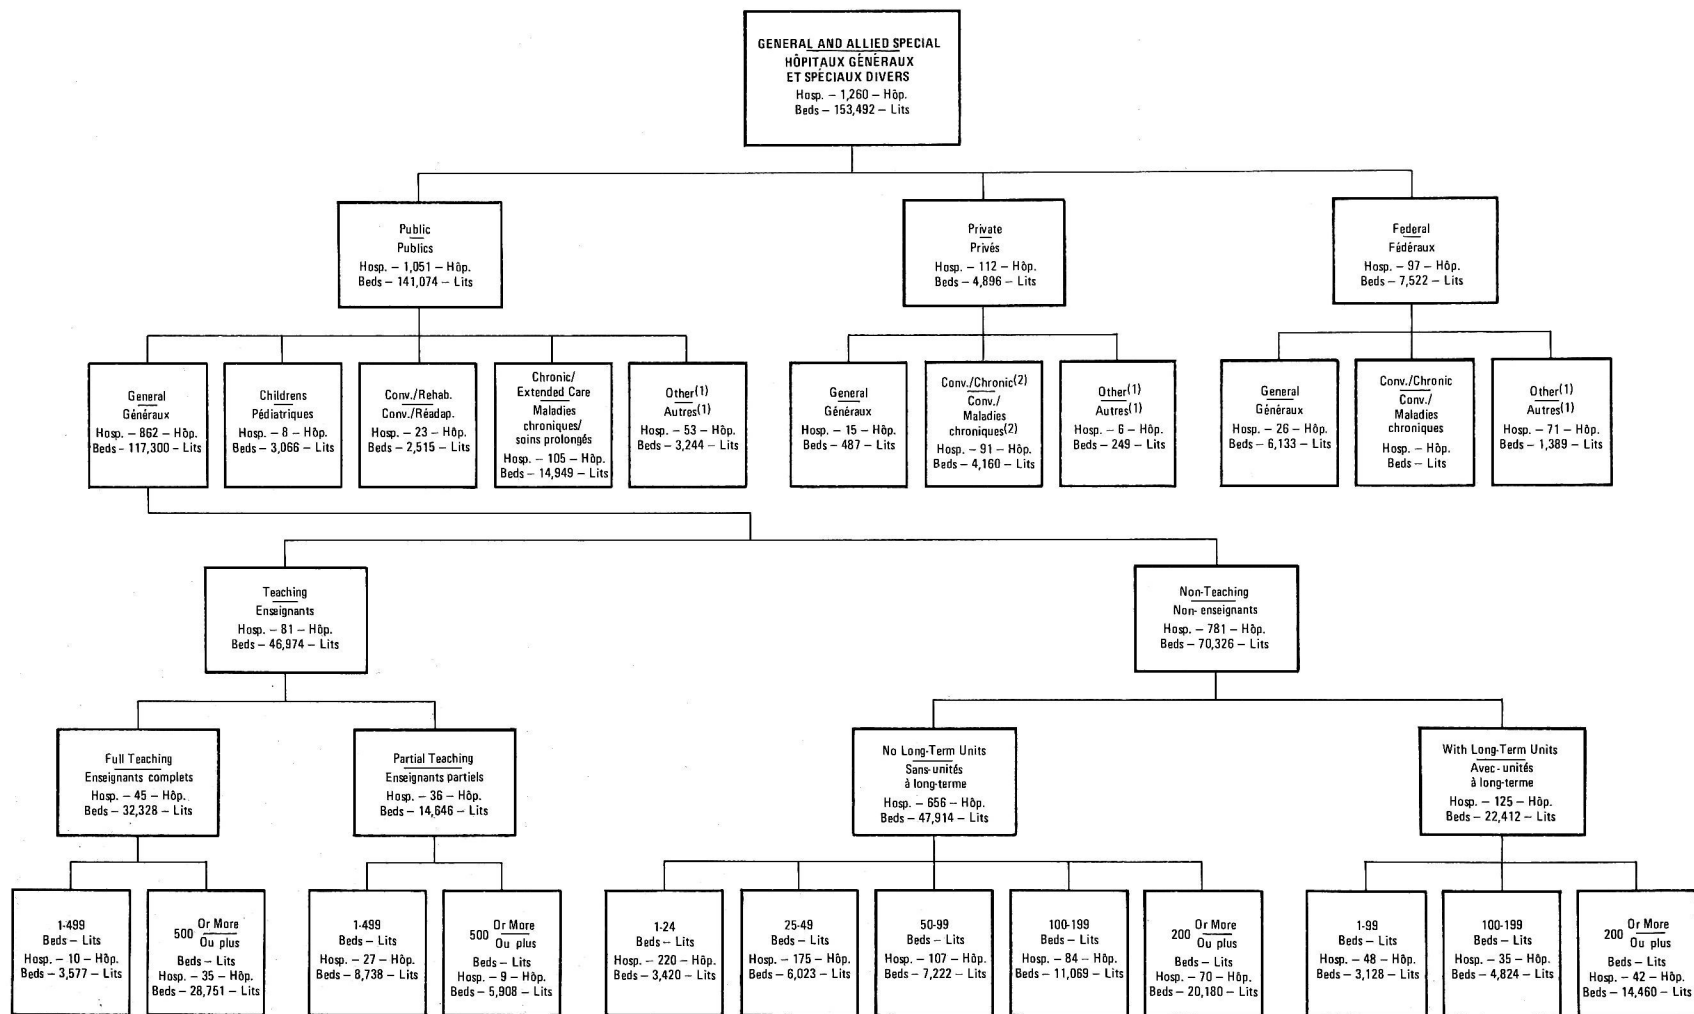 GENERAL AND ALLIED SPECIAL
HÔPITAUX GÉNÉRAUX
ET SPÉCIAUX DIVERS
Hosp. – 1,260 – Hôp.
Beds – 153,492 – Lits
Public
Publics
Hosp. – 1,051 – Hôp.
Beds – 141,074 – Lits
Private
Privés
Hosp. – 112 – Hôp.
Beds – 4,896 – Lits
Federal
Fédéraux
Hosp. – 97 – Hôp.
Beds – 7,522 – Lits
General
Généraux
Hosp. – 862 – Hôp.
Beds – 117,300 – Lits
Childrens
Pédiatriques
Hosp. – 8 – Hôp.
Beds – 3,066 – Lits
Conv./Rehab.
Conv./Réadap.
Hosp. – 23 – Hôp.
Beds – 2,515 – Lits
Chronic/
Extended Care
Maladies
chroniques/
soins prolongés
Hosp. – 105 – Hôp.
Beds – 14,949 – Lits
Other(1)
Autres(1)
Hosp. – 53 – Hôp.
Beds – 3,244 – Lits
General
Généraux
Hosp. – 15 – Hôp.
Beds – 487 – Lits
Conv./Chronic(2)
Conv./
Maladies
chroniques(2)
Hosp. – 91 – Hôp.
Beds – 4,160 – Lits
Other(1)
Autres(1)
Hosp. – 6 – Hôp.
Beds – 249 – Lits
General
Généraux
Hosp. – 26 – Hôp.
Beds – 6,133 – Lits
Conv./Chronic
Conv./
Maladies
chroniques
Hosp. – Hôp.
Beds – Lits
Other(1)
Autres(1)
Hosp. – 71 – Hôp.
Beds – 1,389 – Lits
Teaching
Enseignants
Hosp. – 81 – Hôp.
Beds – 46,974 – Lits
Non-Teaching
Non-enseignants
Hosp. – 781 – Hôp.
Beds – 70,326 – Lits
Full Teaching
Enseignants complets
Hosp. – 45 – Hôp.
Beds – 32,328 – Lits
Partial Teaching
Enseignants partiels
Hosp. – 36 – Hôp.
Beds – 14,646 – Lits
No Long-Term Units
Sans-unités
à long-terme
Hosp. – 656 – Hôp.
Beds – 47,914 – Lits
With Long-Term Units
Avec-unités
à long-terme
Hosp. – 125 – Hôp.
Beds – 22,412 – Lits
1-499
Beds – Lits
Hosp. – 10 – Hôp.
Beds – 3,577 – Lits
500 Or More
Ou plus
Beds – Lits
Hosp. – 35 – Hôp.
Beds – 28,751 – Lits
1-499
Beds – Lits
Hosp. – 27 – Hôp.
Beds – 8,738 – Lits
500 Or More
Ou plus
Beds – Lits
Hosp. – 9 – Hôp.
Beds – 5,908 – Lits
1-24
Beds – Lits
Hosp. – 220 – Hôp.
Beds – 3,420 – Lits
25-49
Beds – Lits
Hosp. – 175 – Hôp.
Beds – 6,023 – Lits
50-99
Beds – Lits
Hosp. – 107 – Hôp.
Beds – 7,222 – Lits
100-199
Beds – Lits
Hosp. – 84 – Hôp.
Beds – 11,069 – Lits
200 Or More
Ou plus
Beds – Lits
Hosp. – 70 – Hôp.
Beds – 20,180 – Lits
1-99
Beds – Lits
Hosp. – 48 – Hôp.
Beds – 3,128 – Lits
100-199
Beds – Lits
Hosp. – 35 – Hôp.
Beds – 4,824 – Lits
200 Or More
Ou plus
Beds – Lits
Hosp. – 42 – Hôp.
Beds – 14,460 – Lits